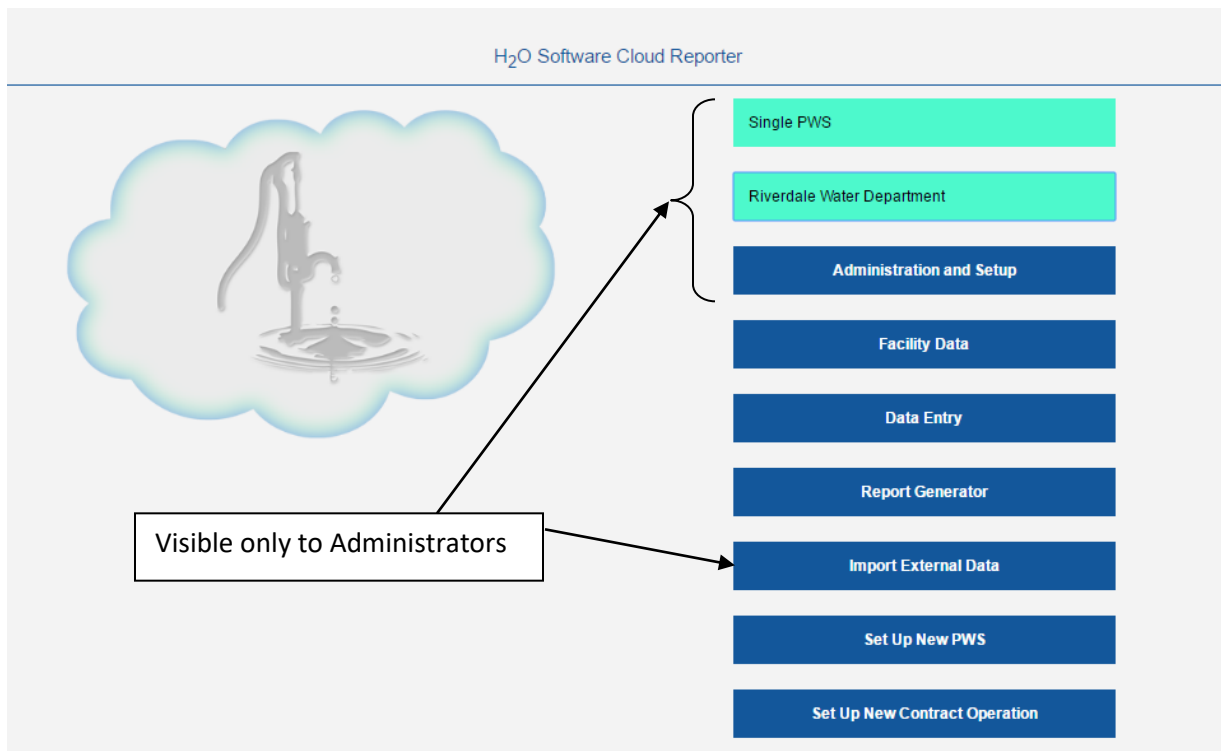 H₂O Software Cloud Reporter
Single PWS
Riverdale Water Department
Administration and Setup
Facility Data
Data Entry
Report Generator
Visible only to Administrators
Import External Data
Set Up New PWS
Set Up New Contract Operation